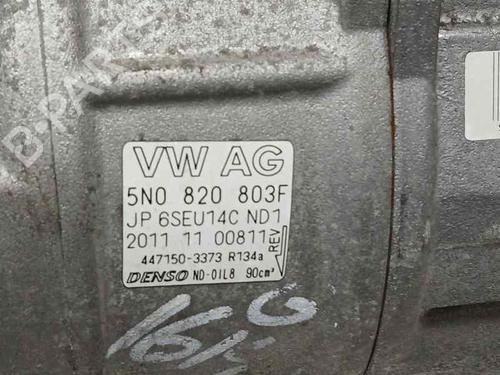 B-PARTS
VW AG
5N0 820 803F
JP 6SEU14C ND1
2011 11 00811
REV
447150-3373 R134a
DENSO ND-OIL8 90cm³